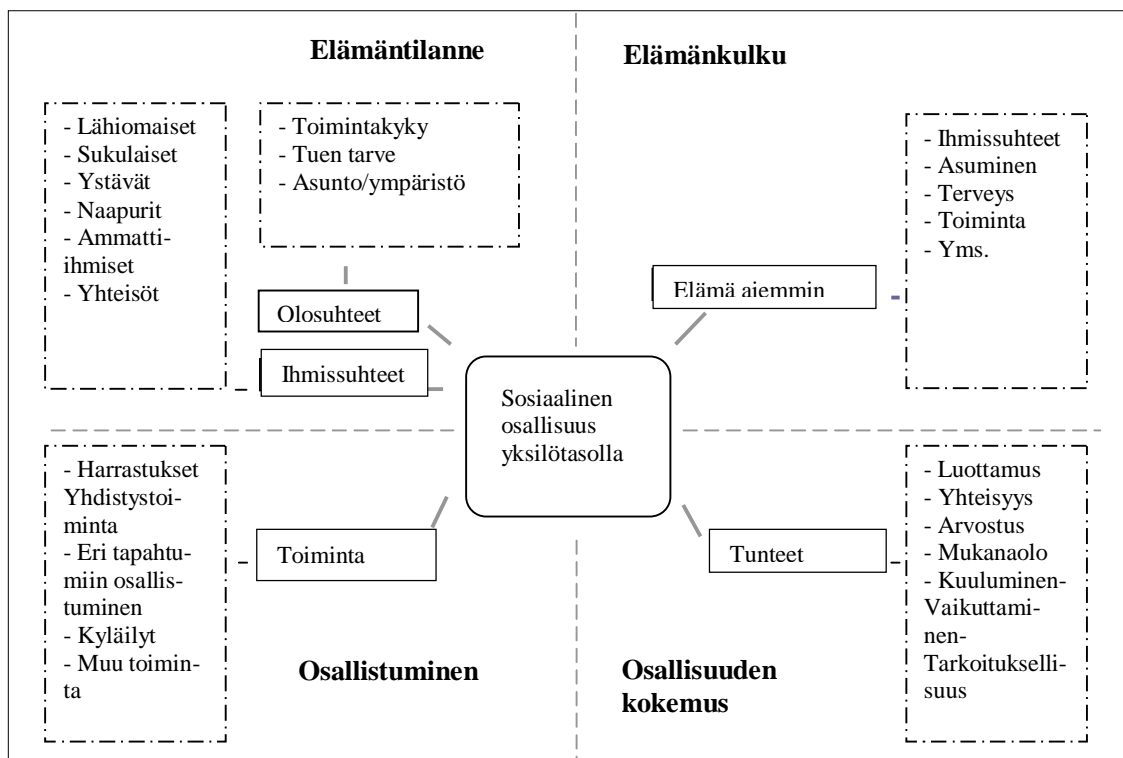 Elämäntilanne
Elämänkulku
- Lähiomaiset
- Sukulaiset
- Ystävät
- Naapurit
- Ammatti-
ihmiset
- Yhteisöt
- Toimintakyky
- Tuen tarve
- Asunto/ympäristö
- Ihmissuhteet
- Asuminen
- Terveys
- Toiminta
- Yms.
Elämä aiemmin
Olosuhteet
Ihmissuhteet
Sosiaalinen
osallisuus
yksilötasolla
- Harrastukset
Yhdistystoi-
minta
- Eri tapahtu-
miin osallis-
tuminen
- Kyläilyt
- Muu toimin-
ta
Toiminta
Tunteet
- Luottamus
- Yhteisyys
- Arvostus
- Mukanaolo
- Kuuluminen-
Vaikuttami-
nen-
Tarkoitukselli-
suus
Osallistuminen
Osallisuuden
kokemus